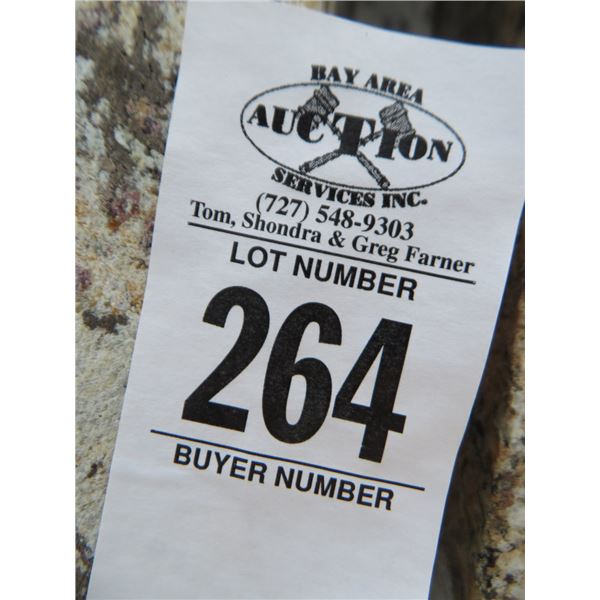 BAY AREA
AUCTION
SERVICES INC.
(727) 548-9303
Tom, Shondra & Greg Farner
LOT NUMBER
264
BUYER NUMBER